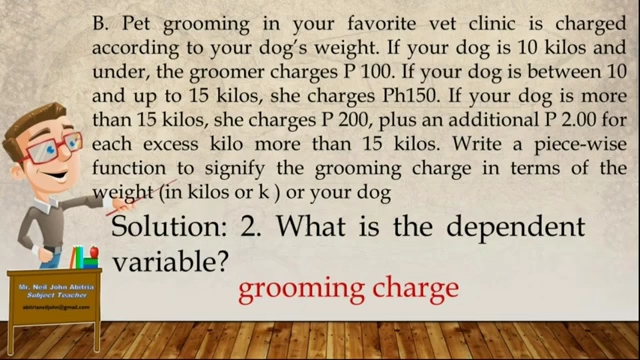 B. Pet grooming in your favorite vet clinic is charged
according to your dog's weight. If your dog is 10 kilos and
under, the groomer charges P 100. If your dog is between 10
and up to 15 kilos, she charges Ph150. If your dog is more
than 15 kilos, she charges P 200, plus an additional P 2.00 for
each excess kilo more than 15 kilos. Write a piece-wise
function to signify the grooming charge in terms of the
weight (in kilos or k ) or your dog
Solution: 2. What is the dependent
variable?
grooming charge
Mr. Neil John Abitria
Subject Teacher